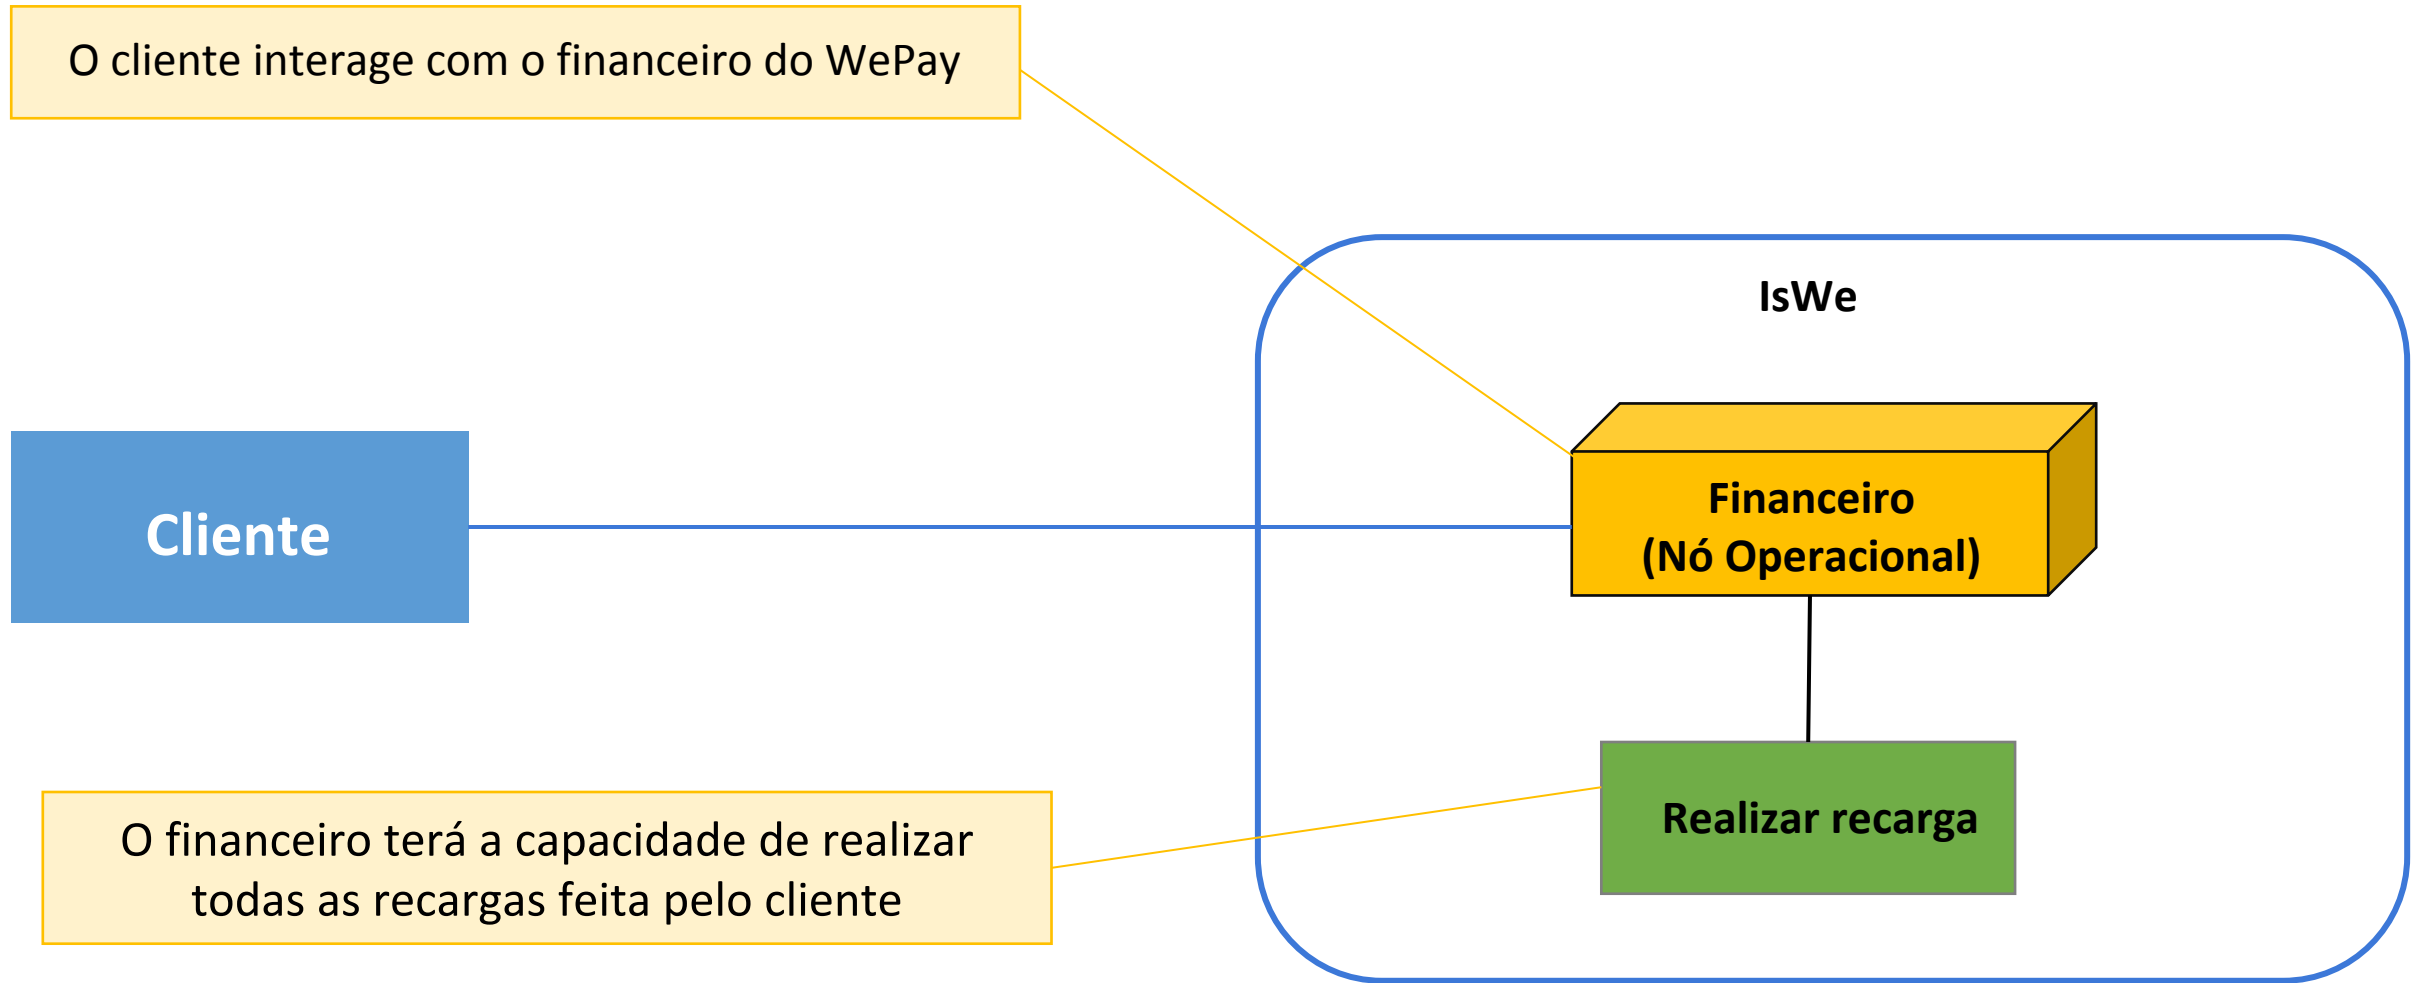 O cliente interage com o financeiro do WePay
IsWe
Cliente
Financeiro
(Nó Operacional)
Realizar recarga
O financeiro terá a capacidade de realizar
todas as recargas feita pelo cliente